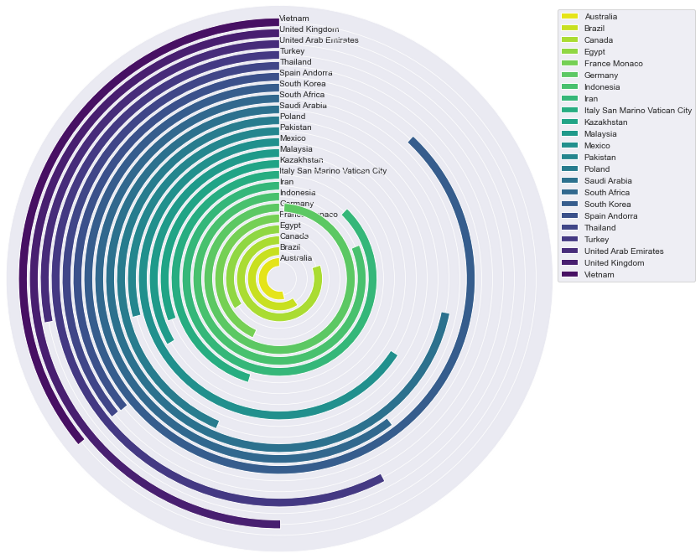 Vietnam
United Kingdom
United Arab Emirates
Turkey
Thailand
Spain Andorra
South Korea
South Africa
Saudi Arabia
Poland
Pakistan
Mexico
Malaysia
Kazakhstan
Italy San Marino Vatican City
Iran
Indonesia
Germany
France Monaco
Egypt
Canada
Brazil
Australia
Australia
Brazil
Canada
Egypt
France Monaco
Germany
Indonesia
Iran
Italy San Marino Vatican City
Kazakhstan
Malaysia
Mexico
Pakistan
Poland
Saudi Arabia
South Africa
South Korea
Spain Andorra
Thailand
Turkey
United Arab Emirates
United Kingdom
Vietnam